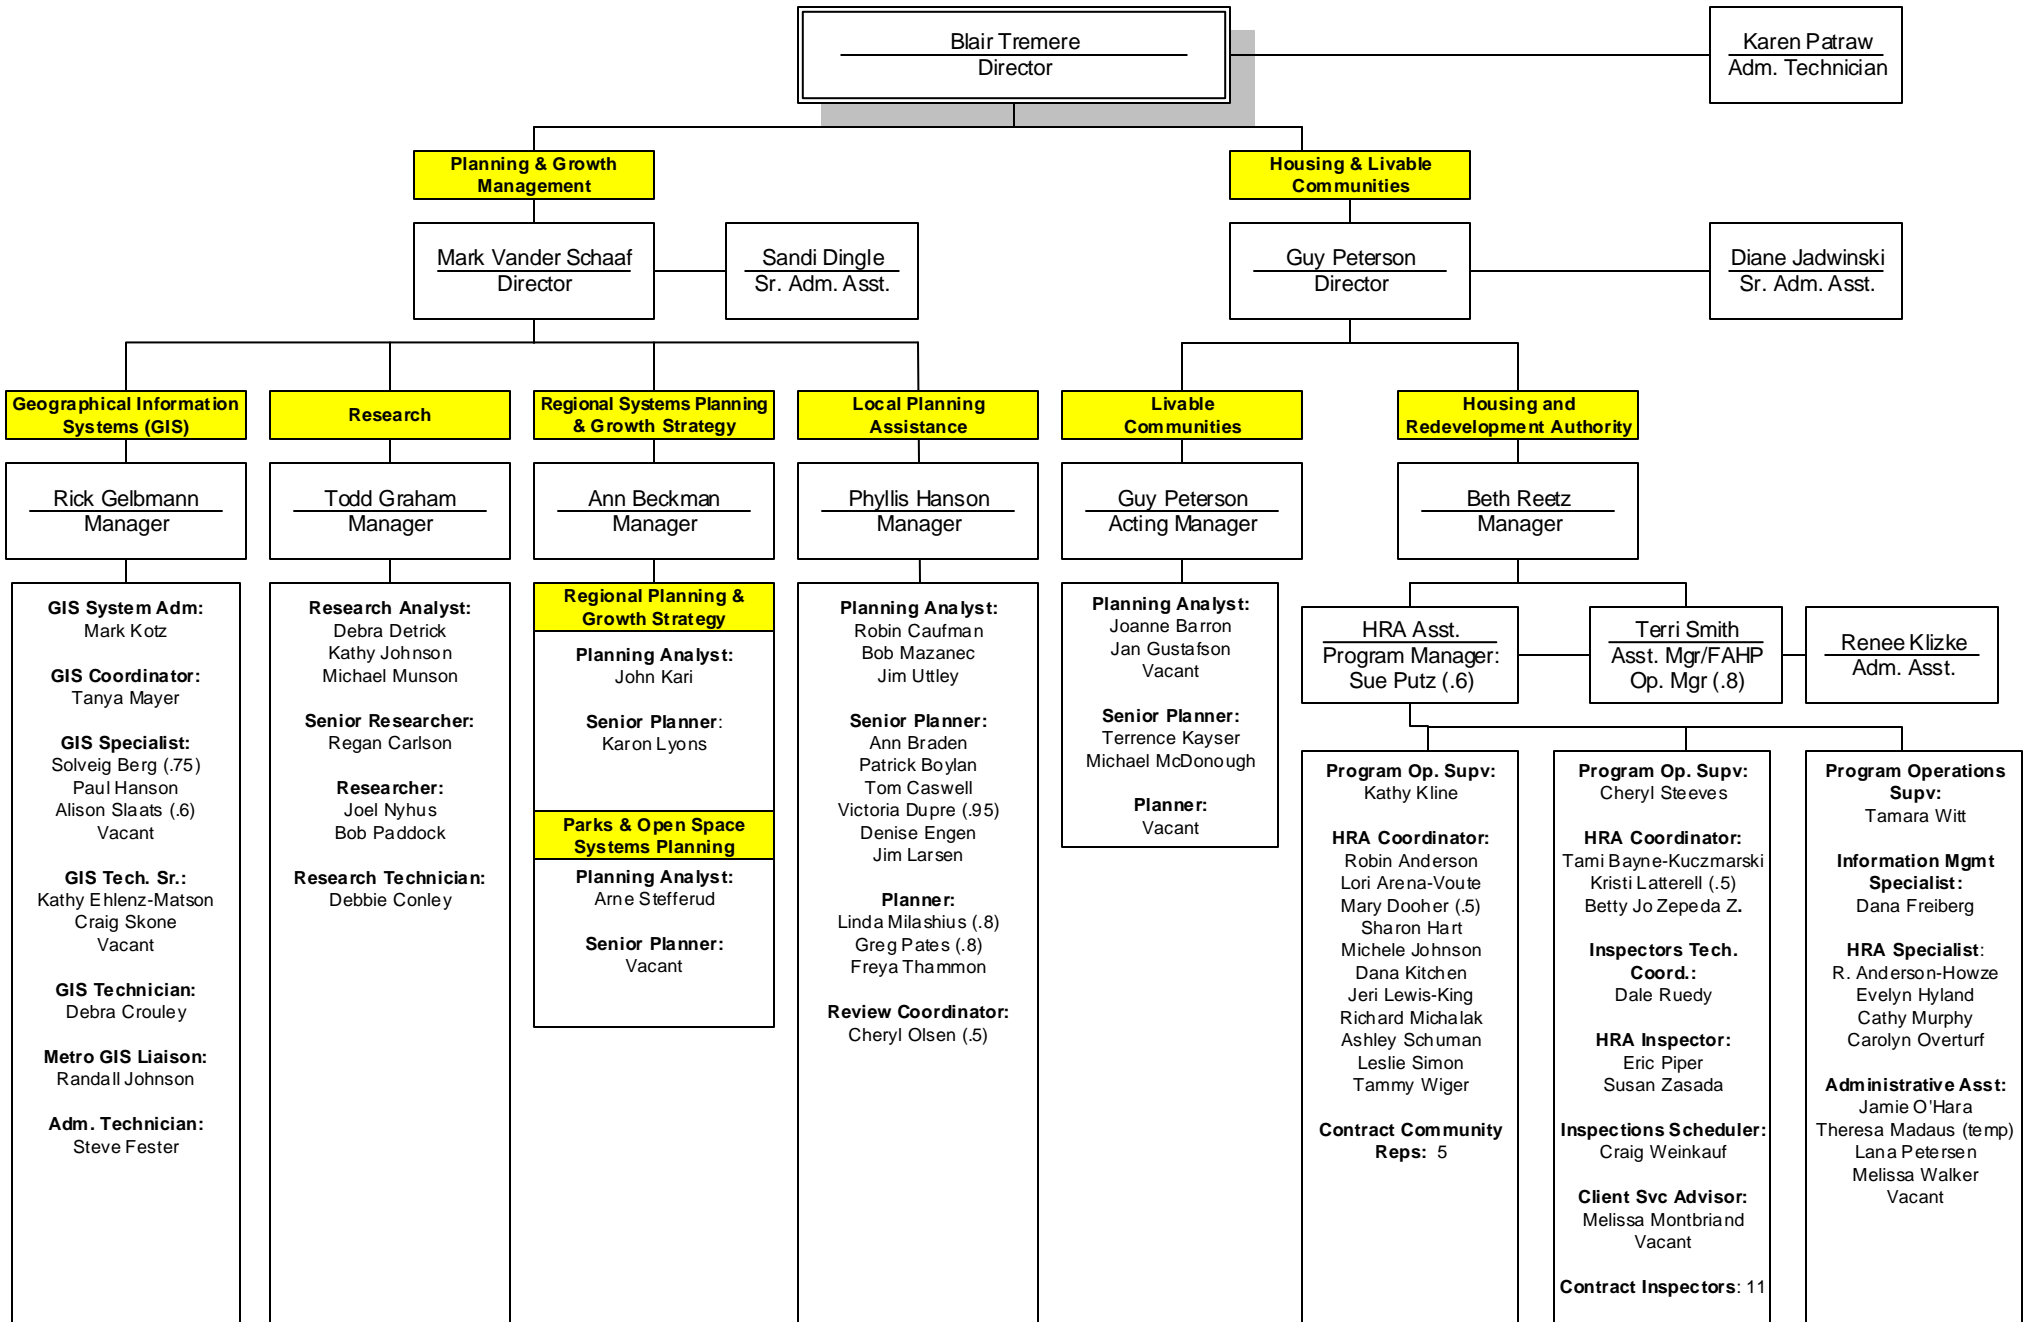 Blair Tremere
Director
Karen Patraw
Adm. Technician
Planning & Growth
Management
Housing & Livable
Communities
Mark Vander Schaaf
Director
Sandi Dingle
Sr. Adm. Asst.
Guy Peterson
Director
Diane Jadwinski
Sr. Adm. Asst.
Geographical Information
Systems (GIS)
Research
Regional Systems Planning
& Growth Strategy
Local Planning
Assistance
Livable
Communities
Housing and
Redevelopment Authority
Rick Gelbmann
Manager
Todd Graham
Manager
Ann Beckman
Manager
Phyllis Hanson
Manager
Guy Peterson
Acting Manager
Beth Reetz
Manager
GIS System Adm:
Mark Kotz
GIS Coordinator:
Tanya Mayer
GIS Specialist:
Solveig Berg (.75)
Paul Hanson
Alison Slaats (.6)
Vacant
GIS Tech. Sr.:
Kathy Ehlenz-Matson
Craig Skone
Vacant
GIS Technician:
Debra Crouley
Metro GIS Liaison:
Randall Johnson
Adm. Technician:
Steve Fester
Research Analyst:
Debra Detrick
Kathy Johnson
Michael Munson
Senior Researcher:
Regan Carlson
Researcher:
Joel Nyhus
Bob Paddock
Research Technician:
Debbie Conley
Regional Planning &
Growth Strategy
Planning Analyst:
John Kari
Senior Planner:
Karon Lyons
Parks & Open Space
Systems Planning
Planning Analyst:
Arne Stefferud
Senior Planner:
Vacant
Planning Analyst:
Robin Caufman
Bob Mazanec
Jim Uttley
Senior Planner:
Ann Braden
Patrick Boylan
Tom Caswell
Victoria Dupre (.95)
Denise Engen
Jim Larsen
Planner:
Linda Milashius (.8)
Greg Pates (.8)
Freya Thammon
Review Coordinator:
Cheryl Olsen (.5)
Planning Analyst:
Joanne Barron
Jan Gustafson
Vacant
Senior Planner:
Terrence Kayser
Michael McDonough
Planner:
Vacant
HRA Asst.
Program Manager:
Sue Putz (.6)
Terri Smith
Asst. Mgr/FAHP
Op. Mgr (.8)
Renee Klizke
Adm. Asst.
Program Op. Supv:
Kathy Kline
HRA Coordinator:
Robin Anderson
Lori Arena-Voute
Mary Dooher (.5)
Sharon Hart
Michele Johnson
Dana Kitchen
Jeri Lewis-King
Richard Michalak
Ashley Schuman
Leslie Simon
Tammy Wiger
Contract Community
Reps: 5
Program Op. Supv:
Cheryl Steeves
HRA Coordinator:
Tami Bayne-Kuczmarski
Kristi Latterell (.5)
Betty Jo Zepeda Z.
Inspectors Tech.
Coord.:
Dale Ruedy
HRA Inspector:
Eric Piper
Susan Zasada
Inspections Scheduler:
Craig Weinkauf
Client Svc Advisor:
Melissa Montbriand
Vacant
Contract Inspectors: 11
Program Operations
Supv:
Tamara Witt
Information Mgmt
Specialist:
Dana Freiberg
HRA Specialist:
R. Anderson-Howze
Evelyn Hyland
Cathy Murphy
Carolyn Overturf
Administrative Asst:
Jamie O'Hara
Theresa Madaus (temp)
Lana Petersen
Melissa Walker
Vacant